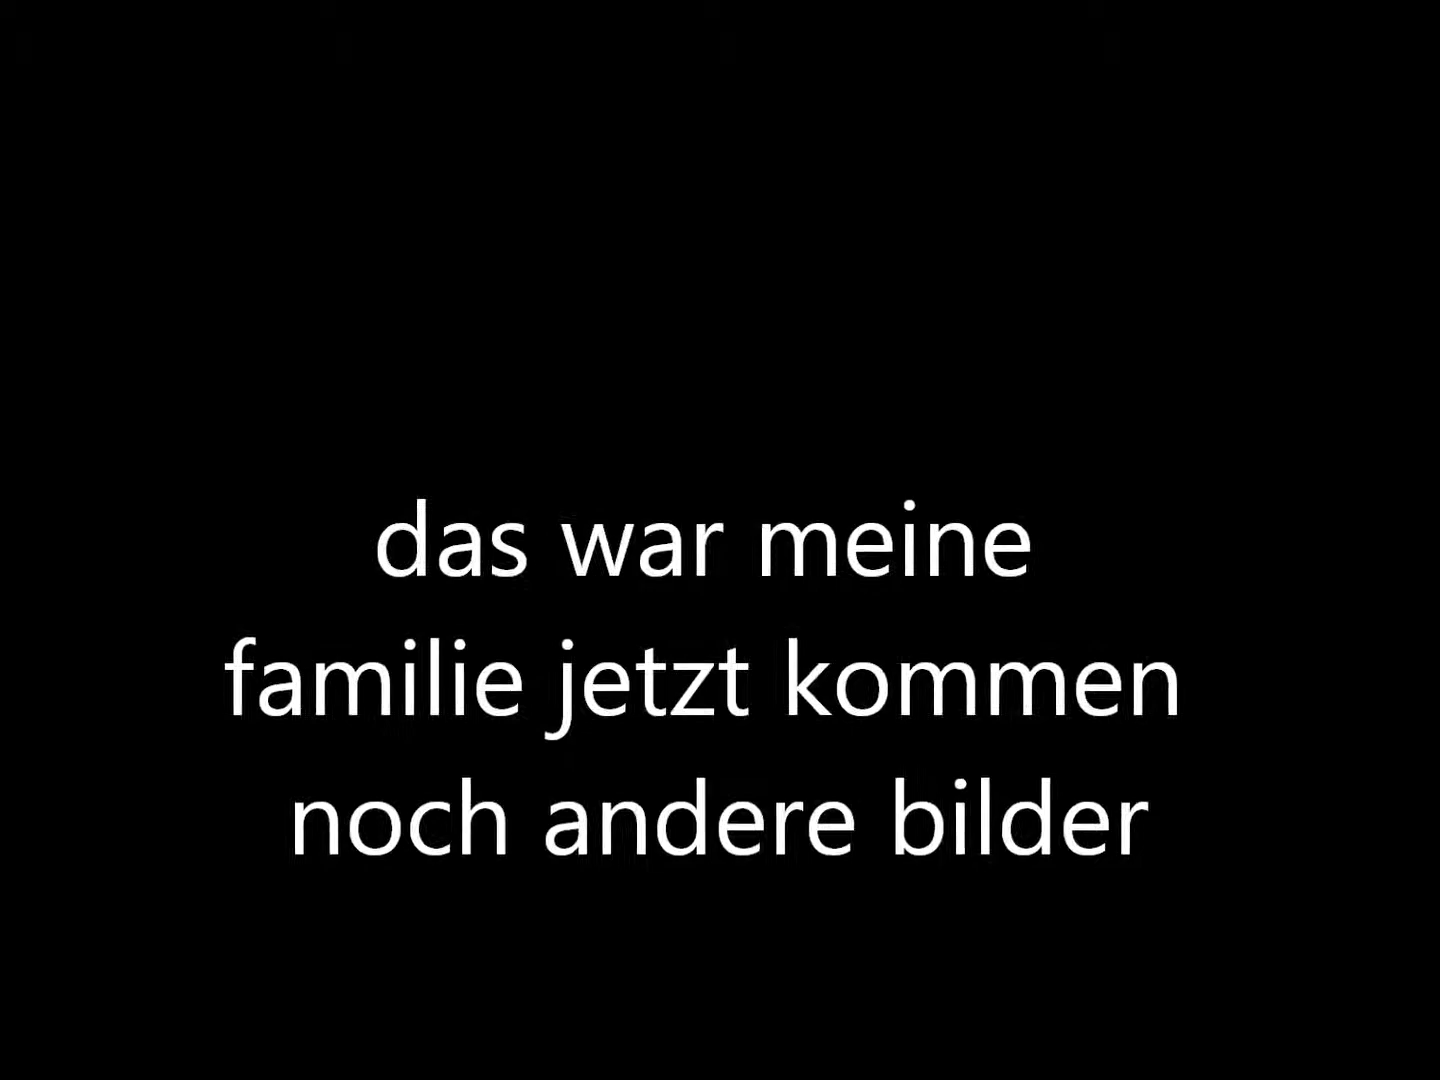 das war meine
familie jetzt kommen
noch andere bilder